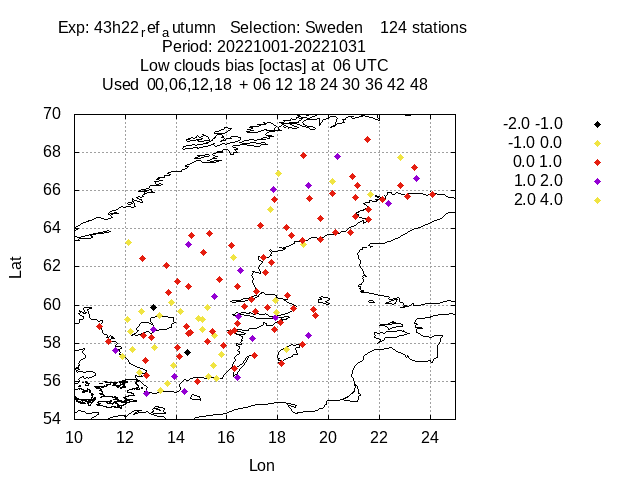 Exp: 43h22ref a utumn Selection: Sweden 124 stations
Period: 20221001-20221031
Low clouds bias [octas] at 06 UTC
Used 00,06,12,18 + 06 12 18 24 30 36 42 48
70
68
66
64
62
60
58
56
54
Lat
10 12 14 16 18 20 22 24
Lon
-2.0 -1.0
-1.0 0.0
0.0 1.0
1.0 2.0
2.0 4.0